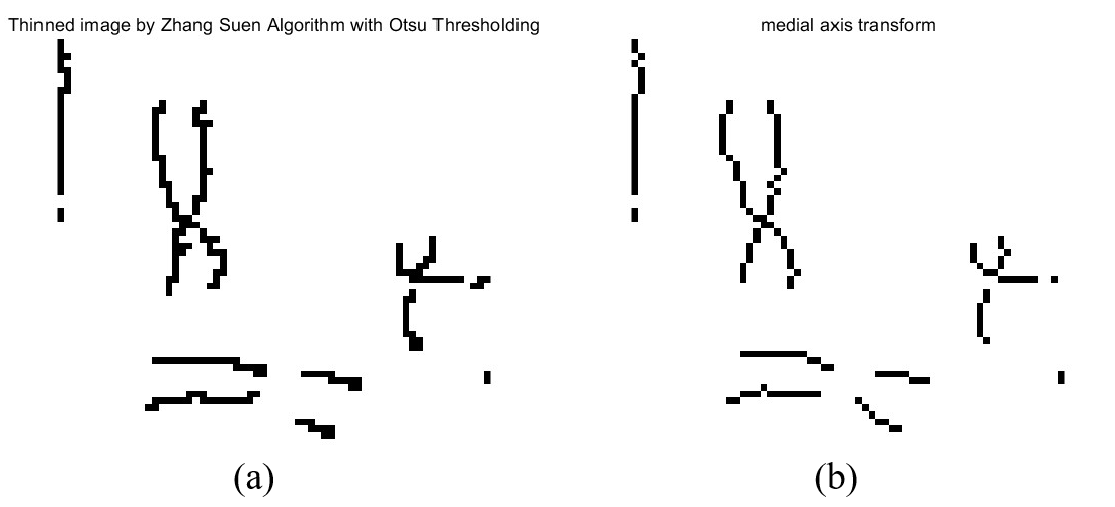 Thinned image by Zhang Suen Algorithm with Otsu Thresholding
medial axis transform
(a)
(b)